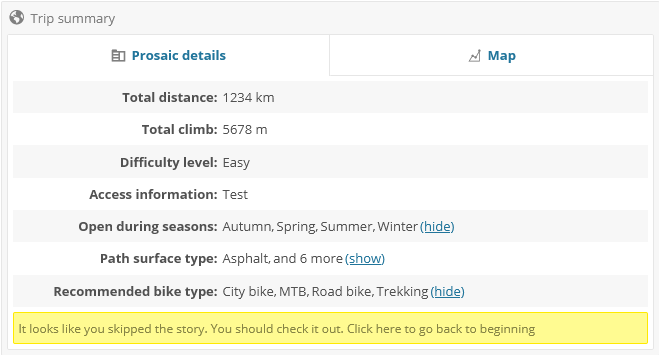 Trip summary
Prosaic details
Map
Total distance: 1234 km
Total climb: 5678 m
Difficulty level: Easy
Access information: Test
Open during seasons: Autumn, Spring, Summer, Winter (hide)
Path surface type: Asphalt, and 6 more (show)
Recommended bike type: City bike, MTB, Road bike, Trekking (hide)
It looks like you skipped the story. You should check it out. Click here to go back to beginning